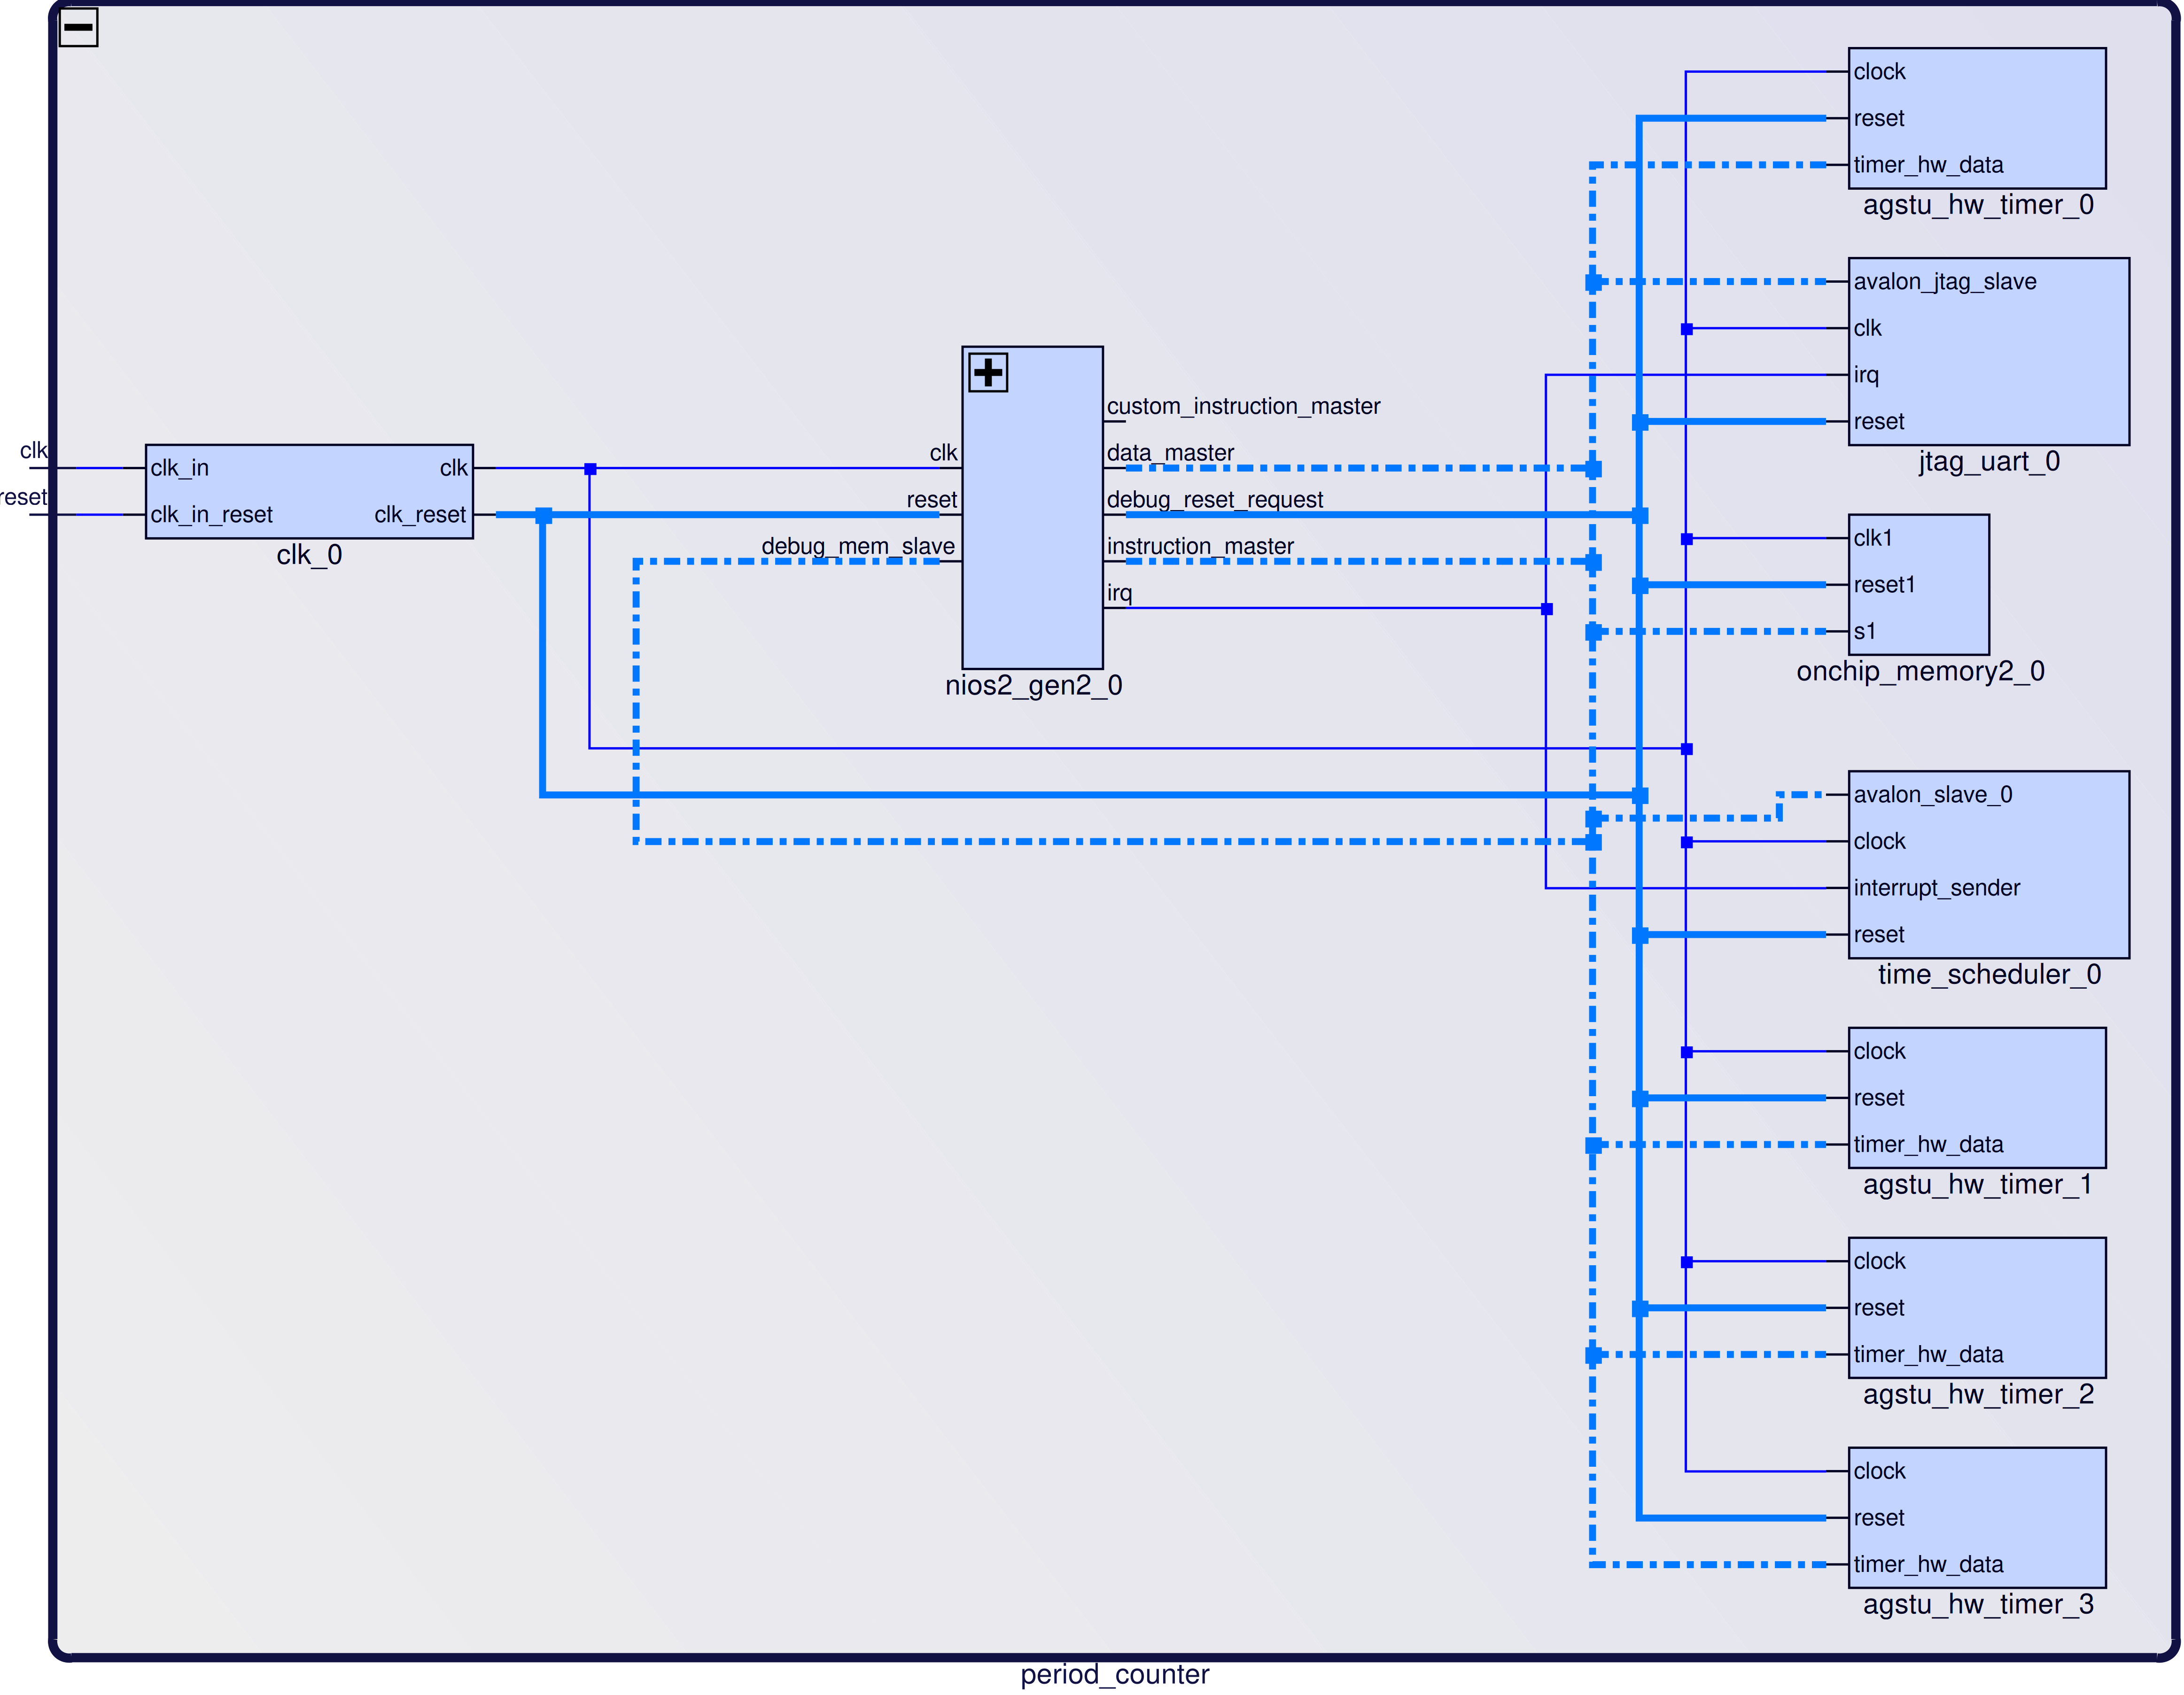 clk
reset
clk_in
clk
clk_in_reset
clk_reset
clk_0
custom_instruction_master
clk
data_master
reset
debug_reset_request
debug_mem_slave
instruction_master
irq
nios2_gen2_0
clock
reset
timer_hw_data
agstu_hw_timer_0
avalon_jtag_slave
clk
irq
reset
jtag_uart_0
clk1
reset1
s1
onchip_memory2_0
avalon_slave_0
clock
interrupt_sender
reset
time_scheduler_0
clock
reset
timer_hw_data
agstu_hw_timer_1
clock
reset
timer_hw_data
agstu_hw_timer_2
clock
reset
timer_hw_data
agstu_hw_timer_3
period_counter